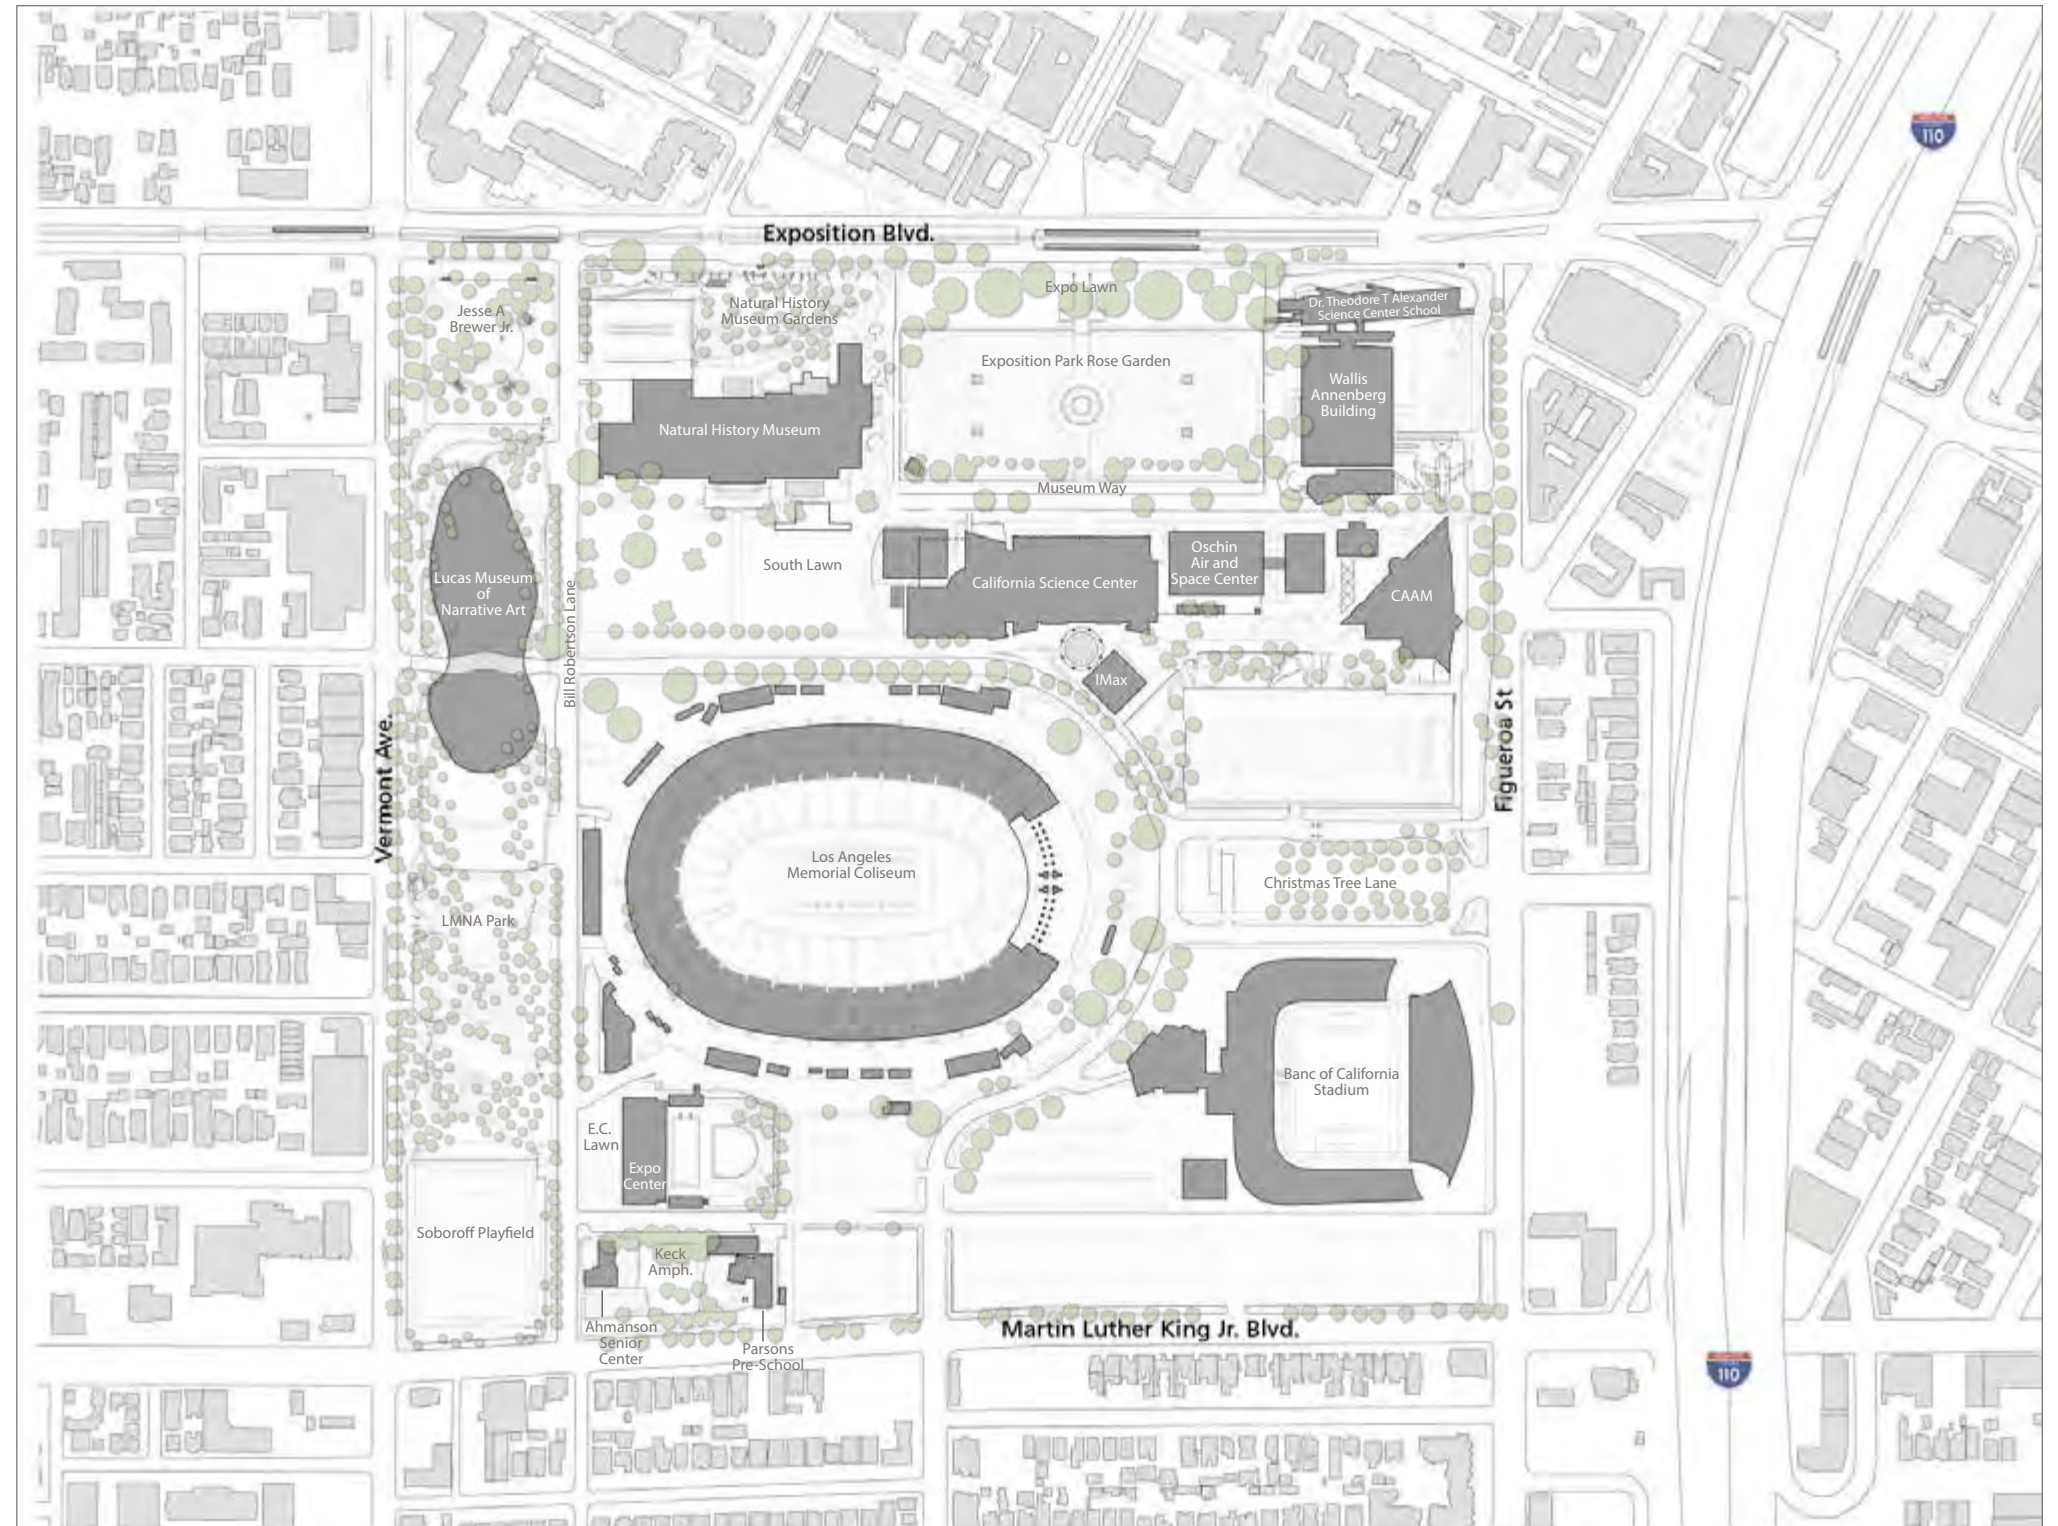 110
Exposition Blvd.
Jesse A
Brewer Jr.
Natural History
Museum Gardens
Expo Lawn
Dr. Theodore T Alexander
Science Center School
Exposition Park Rose Garden
Wallis
Annenberg
Building
Natural History Museum
Museum Way
Lucas Museum
of
Narrative Art
Bill Robertson Lane
South Lawn
California Science Center
Oschin
Air and
Space Center
CAAM
IMax
Vermont Ave.
Figueroa St
Los Angeles
Memorial Coliseum
Christmas Tree Lane
LMNA Park
Banc of California
Stadium
E.C.
Lawn
Expo
Center
Soboroff Playfield
Keck
Amph.
Ahmanson
Senior
Center
Parsons
Pre-School
Martin Luther King Jr. Blvd.
110